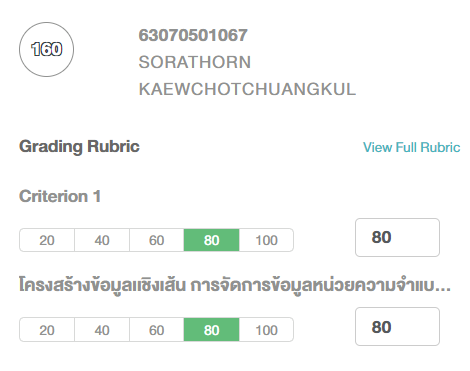 160
63070501067
SORATHORN
KAEWCHOTCHUANGKUL
Grading Rubric
View Full Rubric
Criterion 1
20 40 60 80 100
80
โครงสร้างข้อมูลเชิงเส้น การจัดการข้อมูลหน่วยความจำแบ...
20 40 60 80 100
80